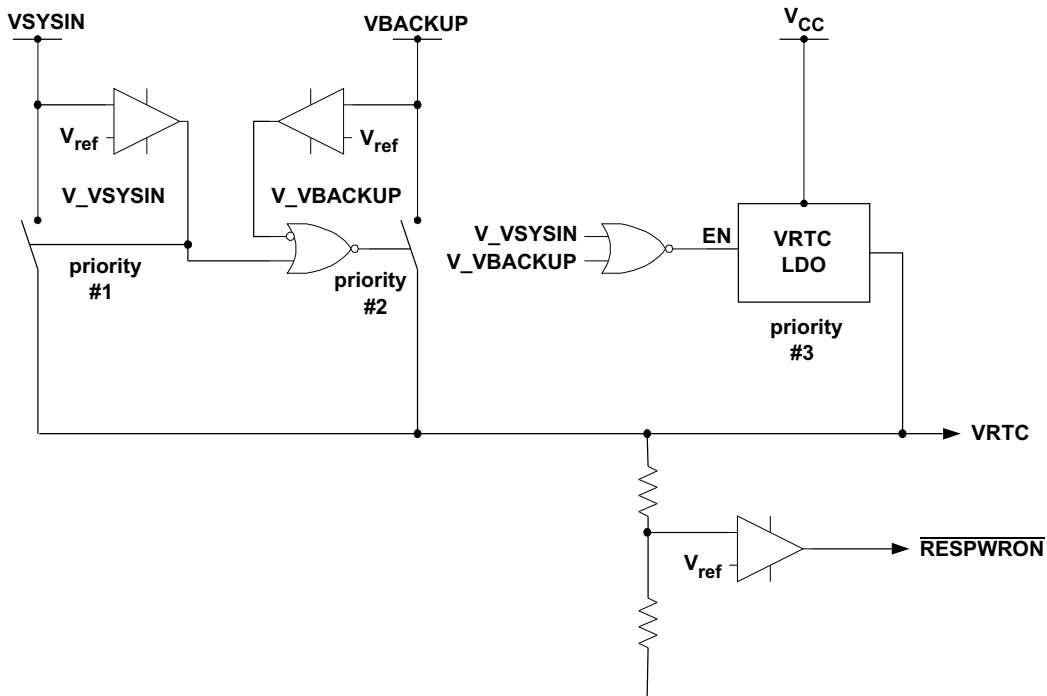 VSYSIN
VBACKUP
VCC
Vref
Vref
V_VSYSIN
V_VBACKUP
priority
#1
priority
#2
V_VSYSIN
V_VBACKUP
EN
VRTC
LDO
priority
#3
VRTC
Vref
RESPWRON